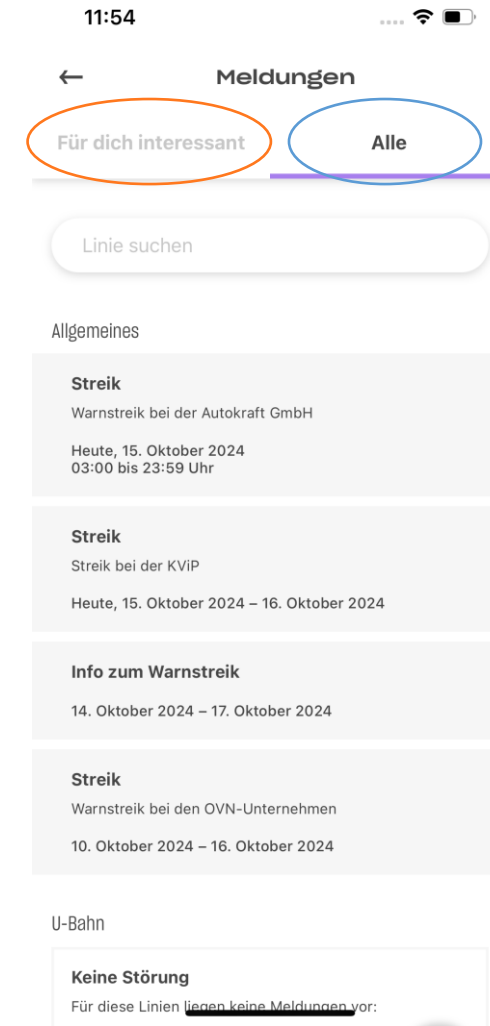 11:54
Meldungen
Für dich interessant
Alle
Linie suchen
Allgemeines
Streik
Warnstreik bei der Autokraft GmbH
Heute, 15. Oktober 2024
03:00 bis 23:59 Uhr
Streik
Streik bei der KViP
Heute, 15. Oktober 2024 – 16. Oktober 2024
Info zum Warnstreik
14. Oktober 2024 – 17. Oktober 2024
Streik
Warnstreik bei den OVN-Unternehmen
10. Oktober 2024 – 16. Oktober 2024
U-Bahn
Keine Störung
Für diese Linien liegen keine Meldungen vor: